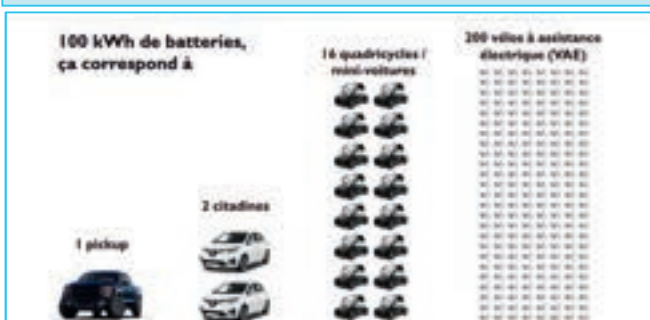 100 kWh de batteries,
ça correspond à
16 quadricycles /
mini-voitures
200 vélos à assistance
électrique (VAE)
2 citadines
1 pickup